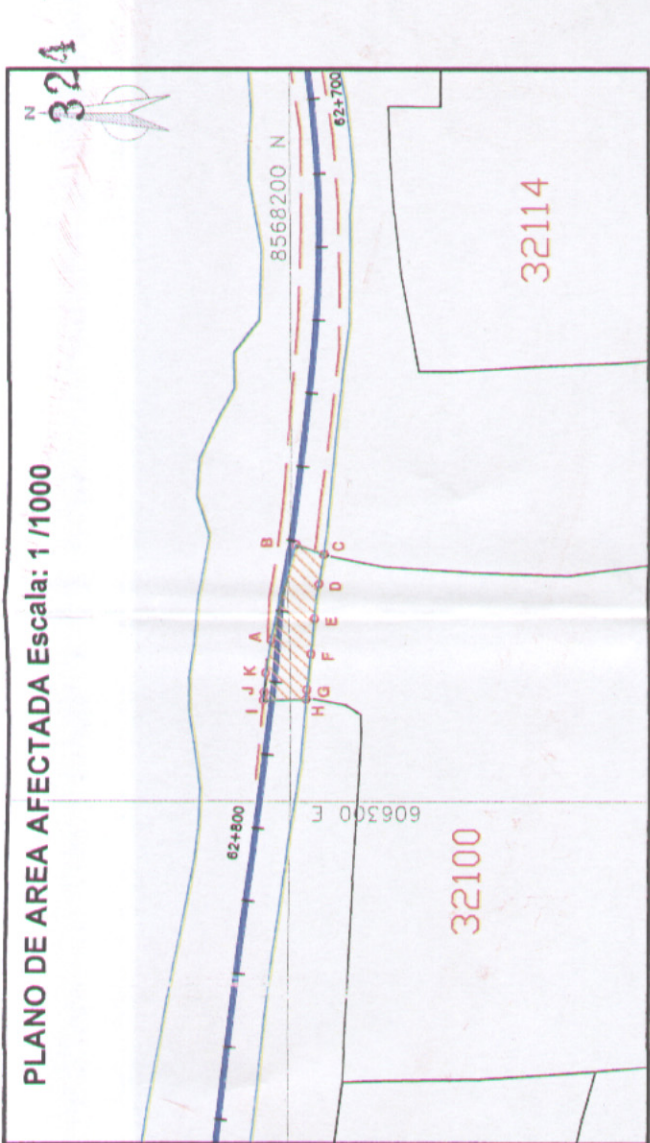 PLANO DE AREA AFECTADA Escala: 1 /1000
324
N
8568200 N
62+700
32114
B
C
A
D
E
K
F
J
I
G
H
606300 E
62+800
32100